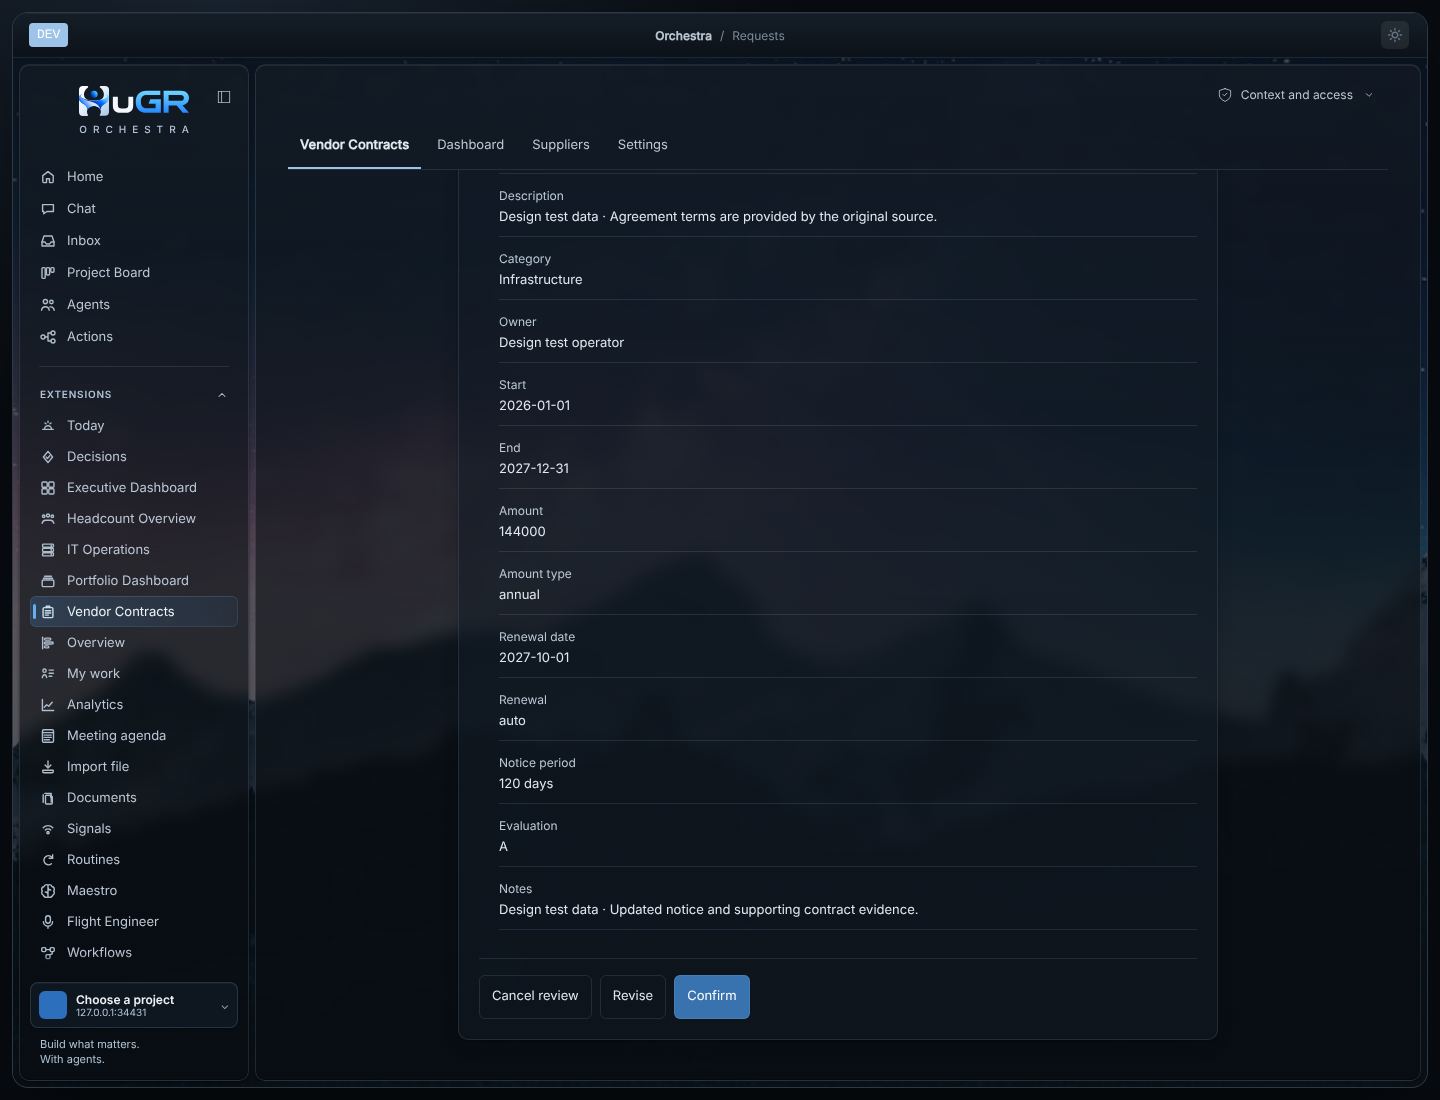 DEV
Orchestra / Requests
HuGR
ORCHESTRA
Context and access
Home
Chat
Inbox
Project Board
Agents
Actions
EXTENSIONS
Today
Decisions
Executive Dashboard
Headcount Overview
IT Operations
Portfolio Dashboard
Vendor Contracts
Overview
My work
Analytics
Meeting agenda
Import file
Documents
Signals
Routines
Maestro
Flight Engineer
Workflows
Choose a project
127.0.0.1:34431
Build what matters.
With agents.
Vendor Contracts Dashboard Suppliers Settings
Description
Design test data · Agreement terms are provided by the original source.
Category
Infrastructure
Owner
Design test operator
Start
2026-01-01
End
2027-12-31
Amount
144000
Amount type
annual
Renewal date
2027-10-01
Renewal
auto
Notice period
120 days
Evaluation
A
Notes
Design test data · Updated notice and supporting contract evidence.
Cancel review Revise Confirm